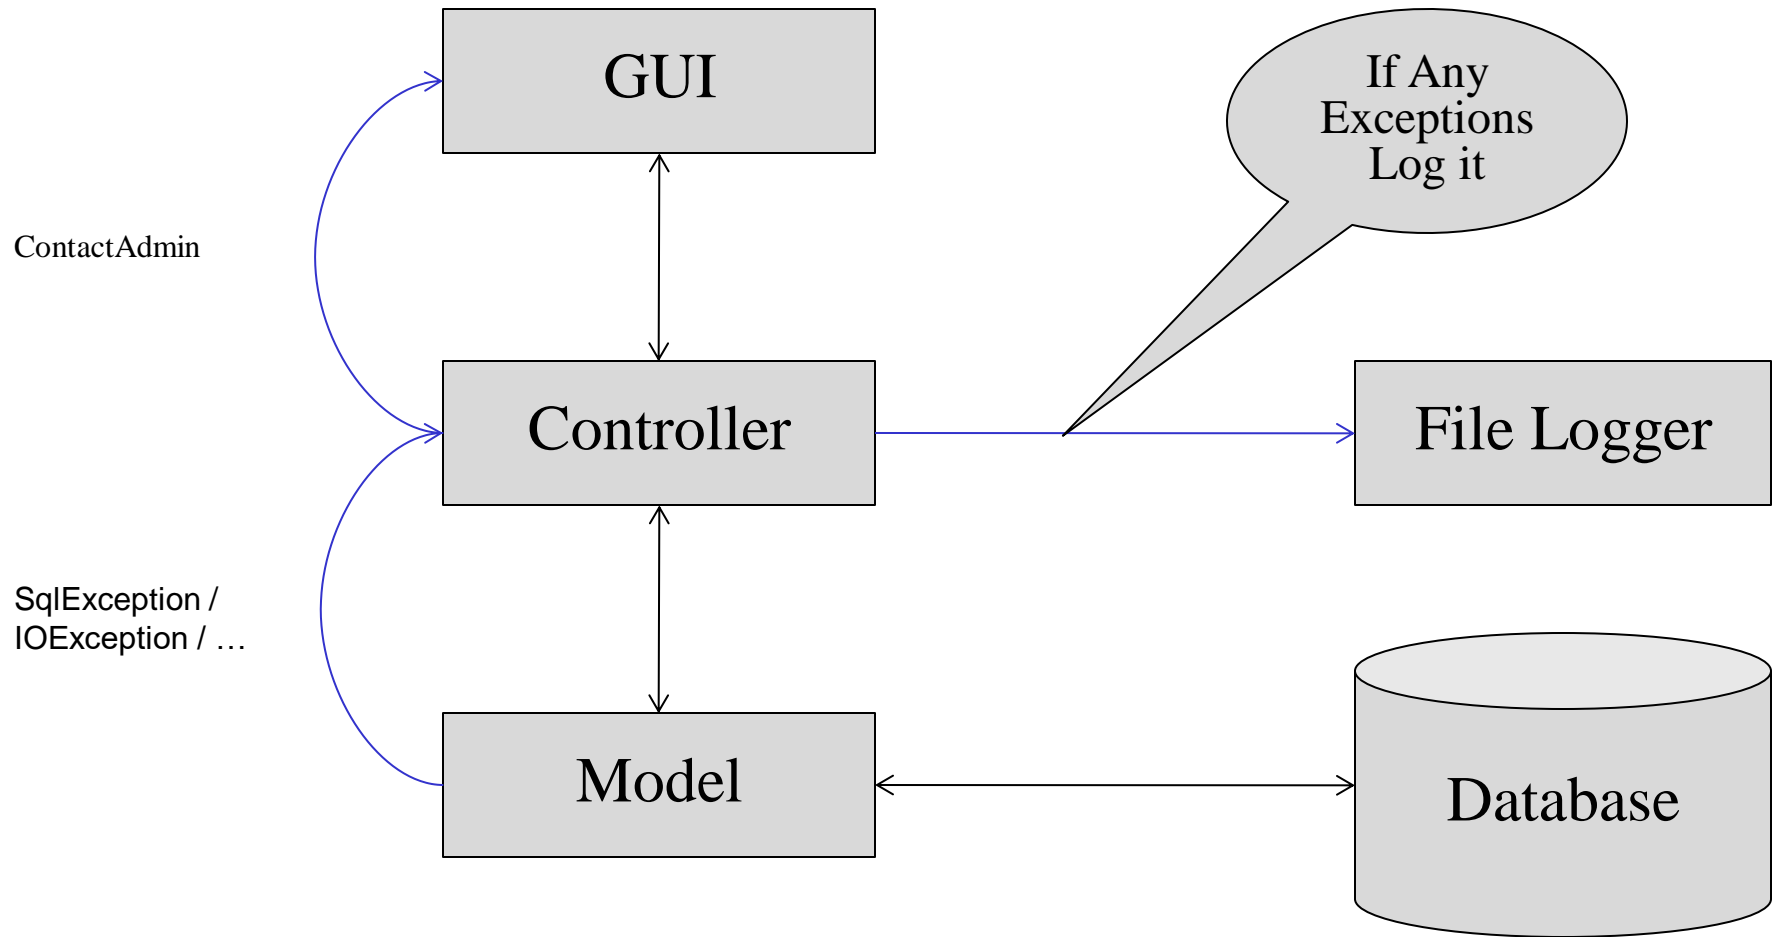 GUI
If Any
Exceptions
Log it
ContactAdmin
Controller
File Logger
SqlException /
IOException / …
Model
Database